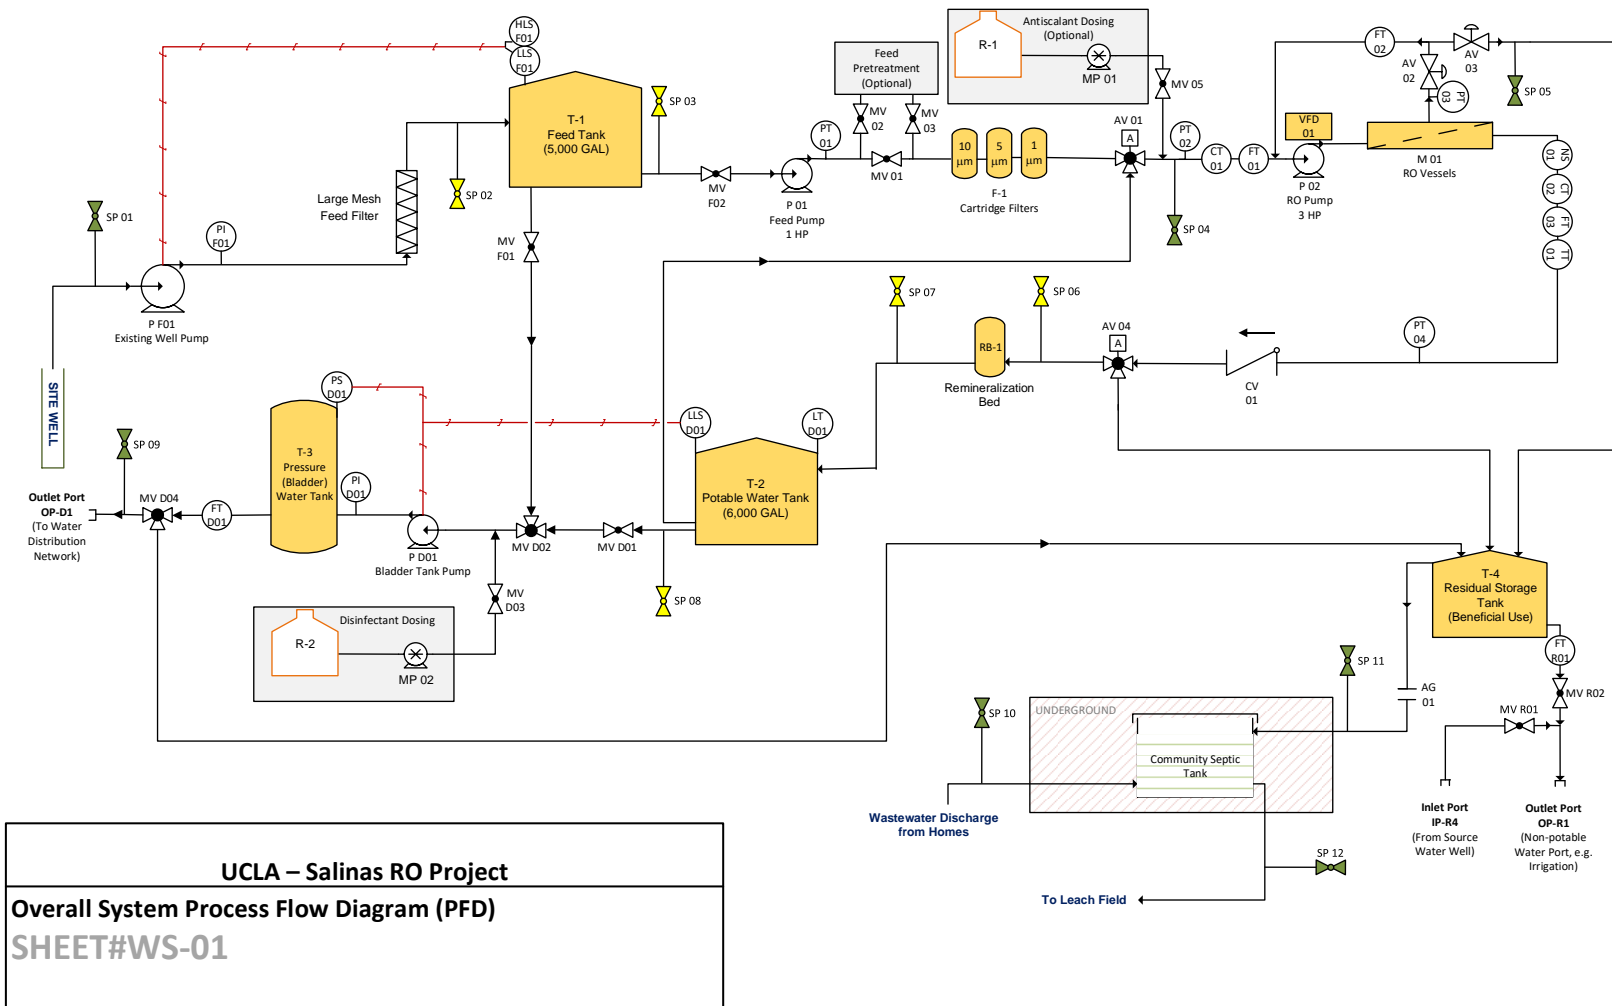 HLS
F01
LLS
F01
SP 03
T-1
Feed Tank
(5,000 GAL)
SP 02
Large Mesh
Feed Filter
SP 01
PI
F01
P F01
Existing Well Pump
SITE WELL
MV
F01
MV
F02
PT
01
P 01
Feed Pump
1 HP
Feed
Pretreatment
(Optional)
MV
02
MV
03
MV 01
R-1
Antiscalant Dosing
(Optional)
MP 01
MV 05
10
µm
5
µm
1
µm
F-1
Cartridge Filters
AV 01
A
PT
02
SP 04
CT
01
FT
01
VFD
01
P 02
RO Pump
3 HP
FT
02
AV
02
AV
03
PT
03
SP 05
M 01
RO Vessels
NS
01
CT
02
FT
03
TT
01
PT
04
CV
01
AV 04
A
SP 06
SP 07
RB-1
Remineralization
Bed
PS
D01
LLS
D01
LT
D01
T-2
Potable Water Tank
(6,000 GAL)
T-3
Pressure
(Bladder)
Water Tank
PI
D01
SP 09
Outlet Port
OP-D1
(To Water
Distribution
Network)
MV D04
FT
D01
P D01
Bladder Tank Pump
MV D02
MV D01
MV
D03
SP 08
R-2
Disinfectant Dosing
MP 02
T-4
Residual Storage
Tank
(Beneficial Use)
FT
R01
MV R02
MV R01
AG
01
SP 11
SP 10
UNDERGROUND
Community Septic
Tank
Wastewater Discharge
from Homes
SP 12
To Leach Field
Inlet Port
IP-R4
(From Source
Water Well)
Outlet Port
OP-R1
(Non-potable
Water Port, e.g.
Irrigation)
UCLA – Salinas RO Project
Overall System Process Flow Diagram (PFD)
SHEET#WS-01